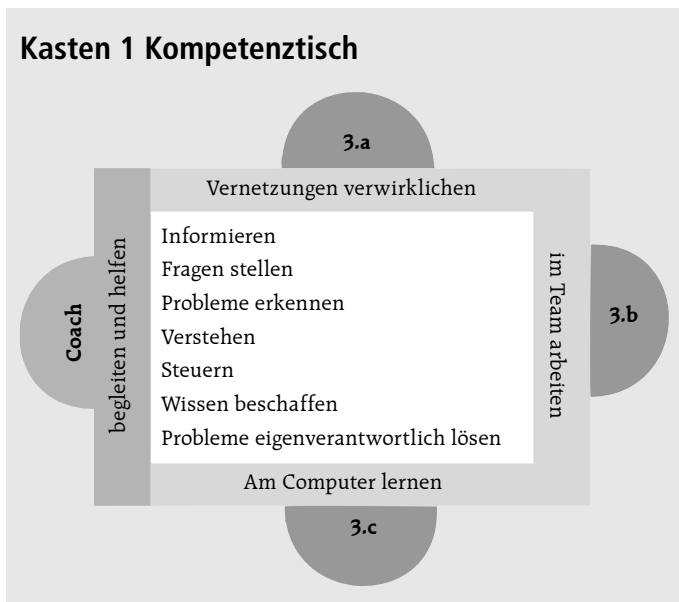 Kasten 1 Kompetenztisch
3.a
Vernetzungen verwirklichen
Coach
begleiten und helfen
Informieren
Fragen stellen
Probleme erkennen
Verstehen
Steuern
Wissen beschaffen
Probleme eigenverantwortlich lösen
im Team arbeiten
3.b
Am Computer lernen
3.c